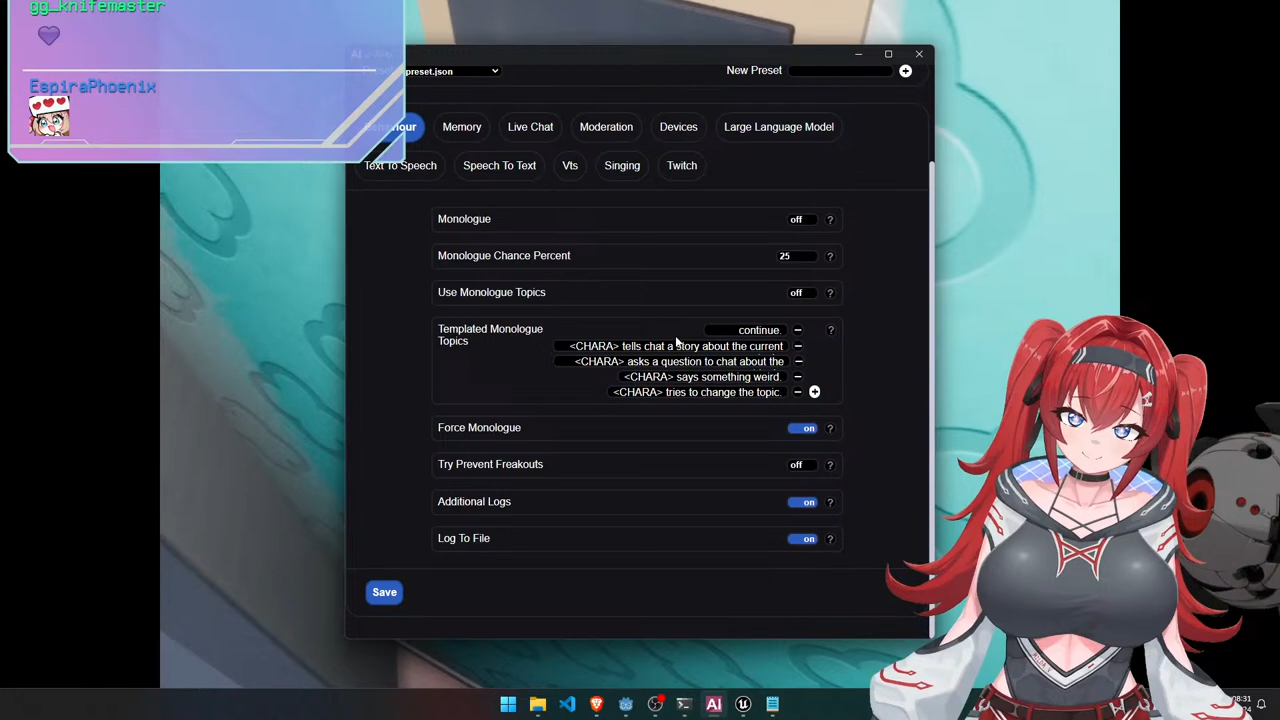 gg_knifemaster
EspiraPhoenix
AI
preset.json
New Preset
Memory
Live Chat
Moderation
Devices
Large Language Model
Text To Speech
Speech To Text
Vts
Singing
Twitch
Monologue
off
?
Monologue Chance Percent
25
?
Use Monologue Topics
off
?
Templated Monologue
Topics
continue.
?
<CHARA> tells chat a story about the current
<CHARA> asks a question to chat about the
<CHARA> says something weird.
<CHARA> tries to change the topic.
Force Monologue
on
?
Try Prevent Freakouts
off
?
Additional Logs
on
?
Log To File
on
?
Save
AI
08:31